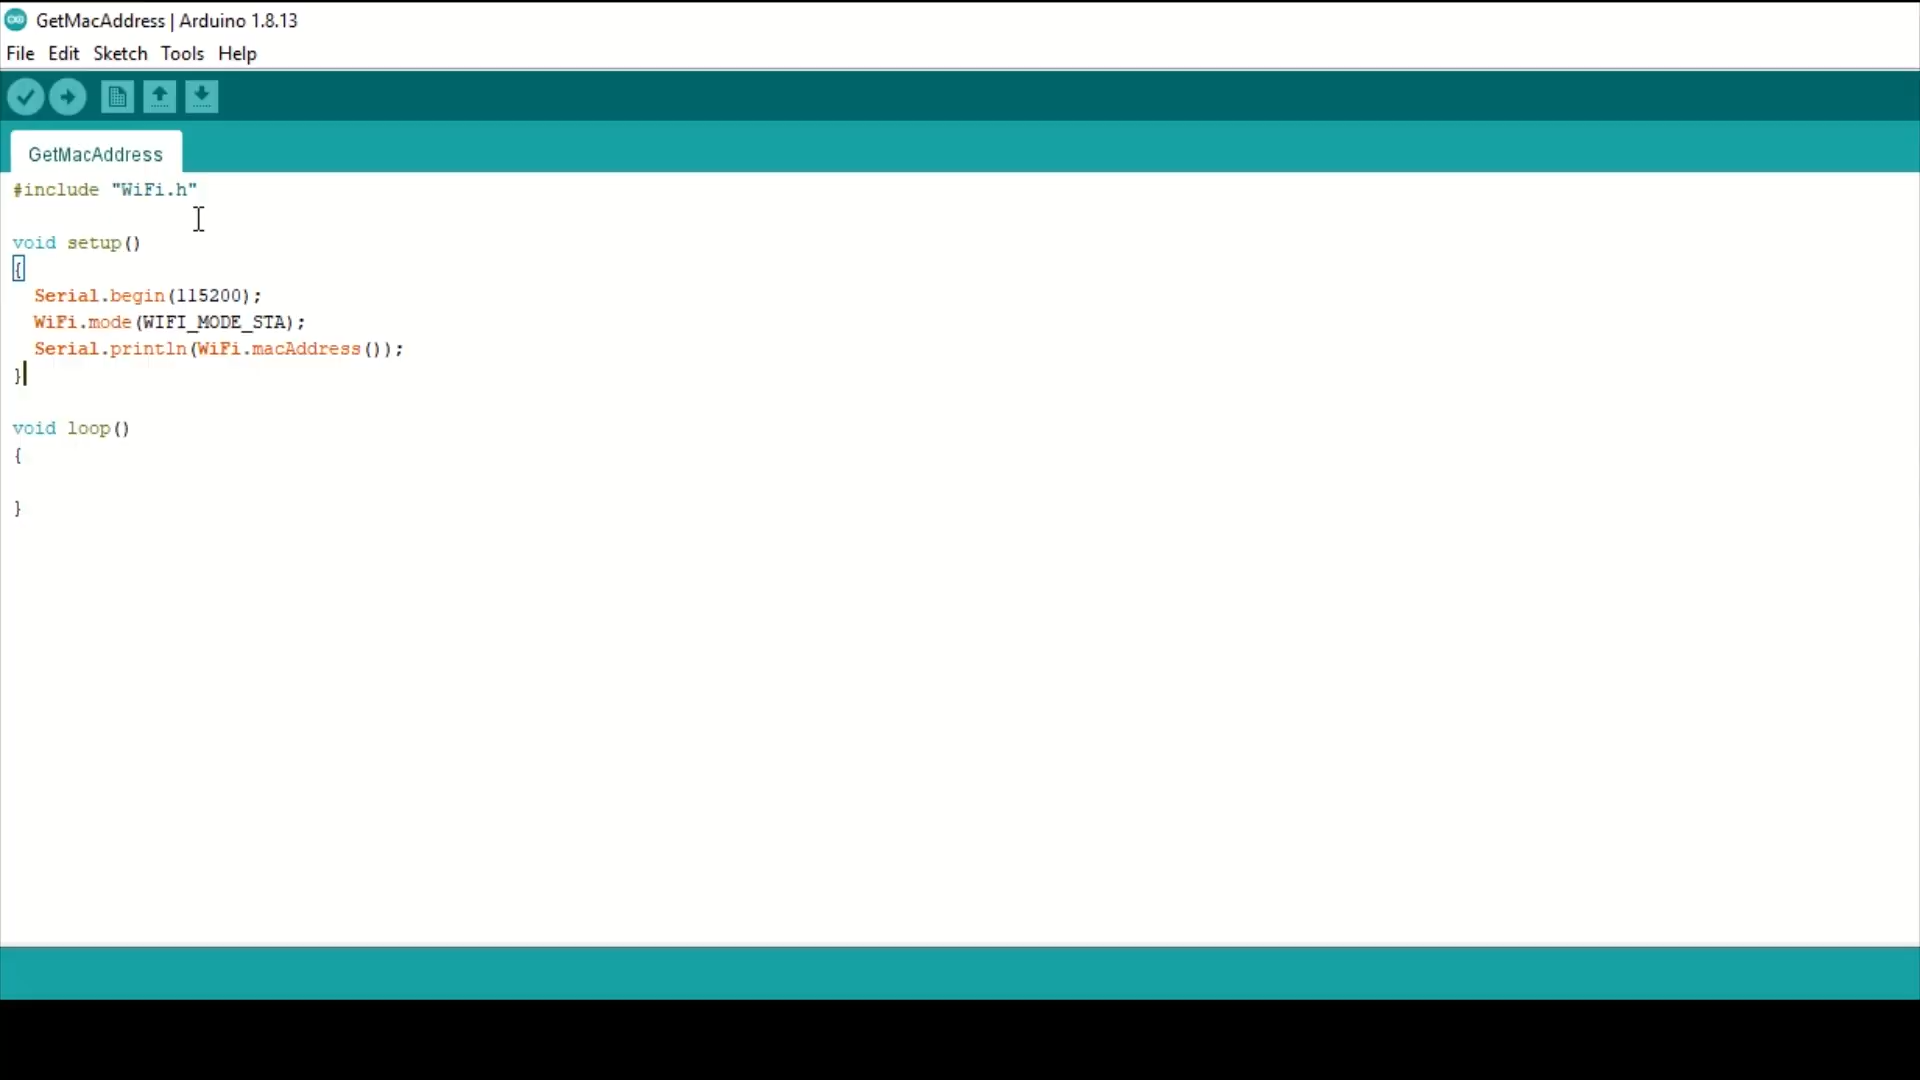 GetMacAddress | Arduino 1.8.13
File Edit Sketch Tools Help
GetMacAddress
#include "WiFi.h"
void setup()
{
Serial.begin(115200);
WiFi.mode(WIFI_MODE_STA);
Serial.println(WiFi.macAddress());
}
void loop()
{
}